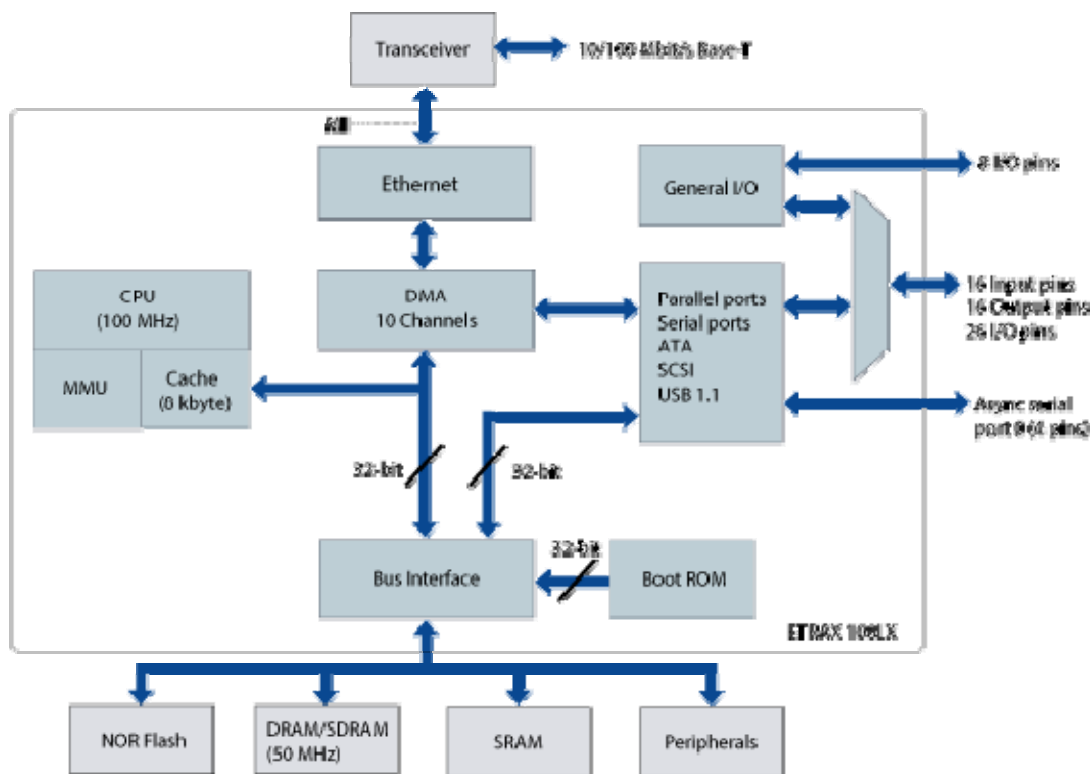 Transceiver
10/100 Mbit/s Base-T
MII
Ethernet
General I/O
8 I/O pins
CPU
(100 MHz)
MMU
Cache
(8 kbyte)
DMA
10 Channels
Parallel ports
Serial ports
ATA
SCSI
USB 1.1
16 Input pins
16 Output pins
26 I/O pins
Async serial
port
pins)
32-bit
32-bit
Bus Interface
32-bit
Boot ROM
ETRAX 100LX
NOR Flash
DRAM/SDRAM
(50 MHz)
SRAM
Peripherals